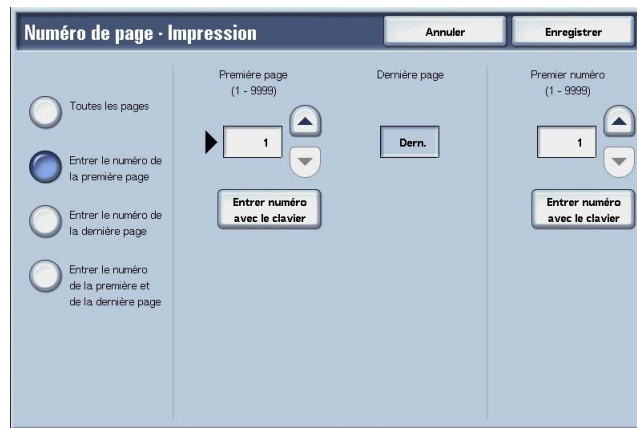 Numéro de page - Impression
Annuler
Enregistrer
Toutes les pages
Entrer le numéro de
la première page
Entrer le numéro de
la dernière page
Entrer le numéro
de la première et
de la dernière page
Première page
(1 - 9999)
1
Entrer numéro
avec le clavier
Dernière page
Dern.
Premier numéro
(1 - 9999)
1
Entrer numéro
avec le clavier